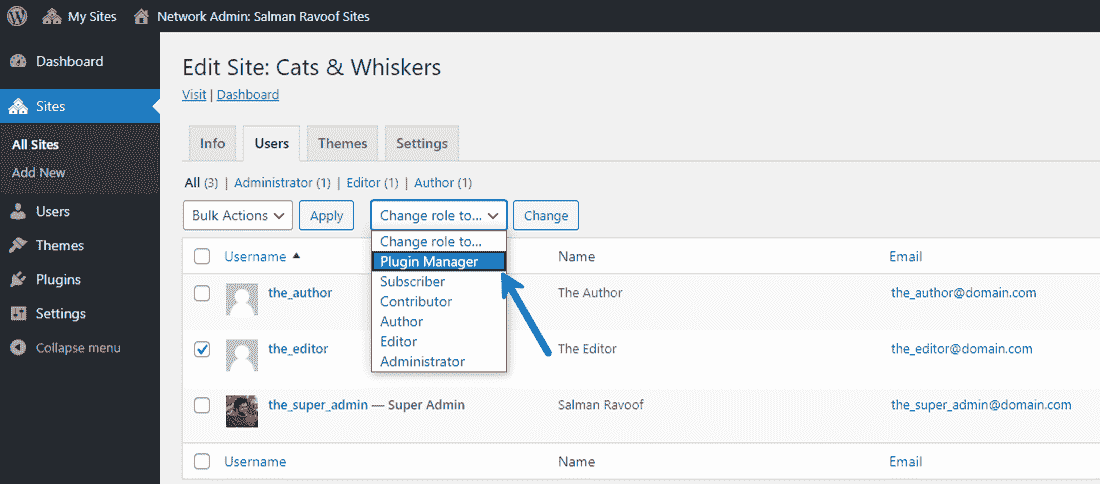 My Sites Network Admin: Salman Ravoof Sites
Dashboard
Sites
All Sites
Add New
Users
Themes
Plugins
Settings
Collapse menu
Edit Site: Cats & Whiskers
Visit | Dashboard
Info Users Themes Settings
All (3) | Administrator (1) | Editor (1) | Author (1)
Bulk Actions Apply Change role to... Change
Change role to...
Plugin Manager
Subscriber
Contributor
Author
Editor
Administrator
Username Name Email
the_author The Author the_author@domain.com
the_editor The Editor the_editor@domain.com
the_super_admin — Super Admin Salman Ravoof the_super_admin@domain.com
Username Name Email